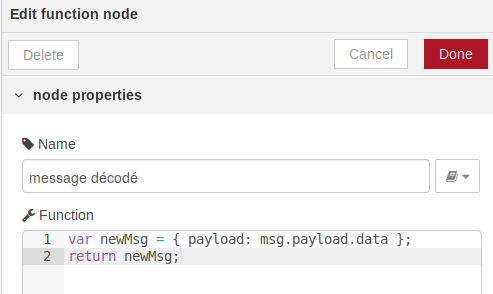 Edit function node
Delete
Cancel
Done
node properties
Name
message décodé
Function
1 var newMsg = { payload: msg.payload.data };
2 return newMsg;